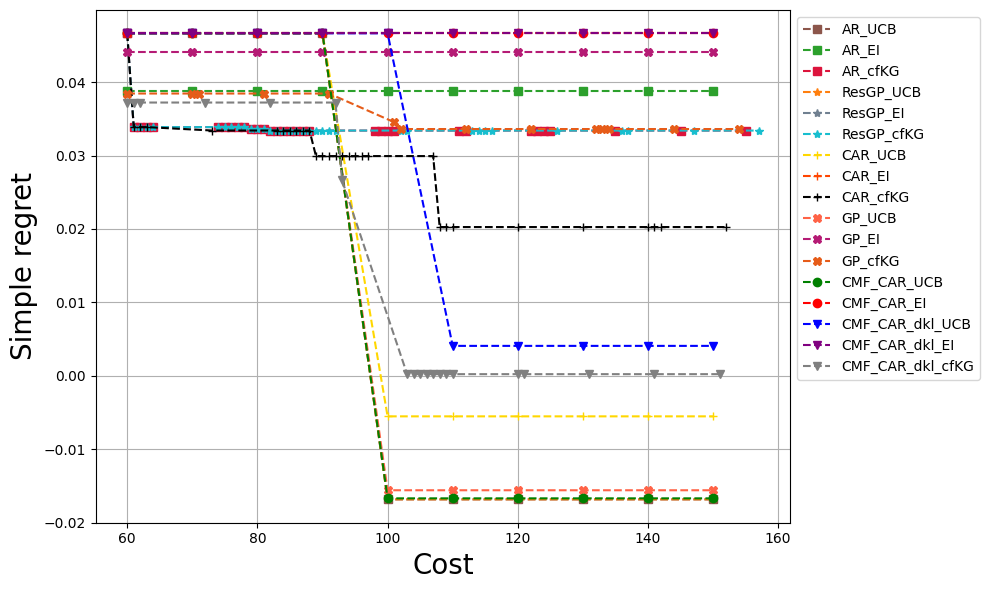 Simple regret
0.04
0.03
0.02
0.01
0.00
−0.01
−0.02
60
80
100
120
140
160
Cost
AR_UCB
AR_EI
AR_cfKG
ResGP_UCB
ResGP_EI
ResGP_cfKG
CAR_UCB
CAR_EI
CAR_cfKG
GP_UCB
GP_EI
GP_cfKG
CMF_CAR_UCB
CMF_CAR_EI
CMF_CAR_dkl_UCB
CMF_CAR_dkl_EI
CMF_CAR_dkl_cfKG